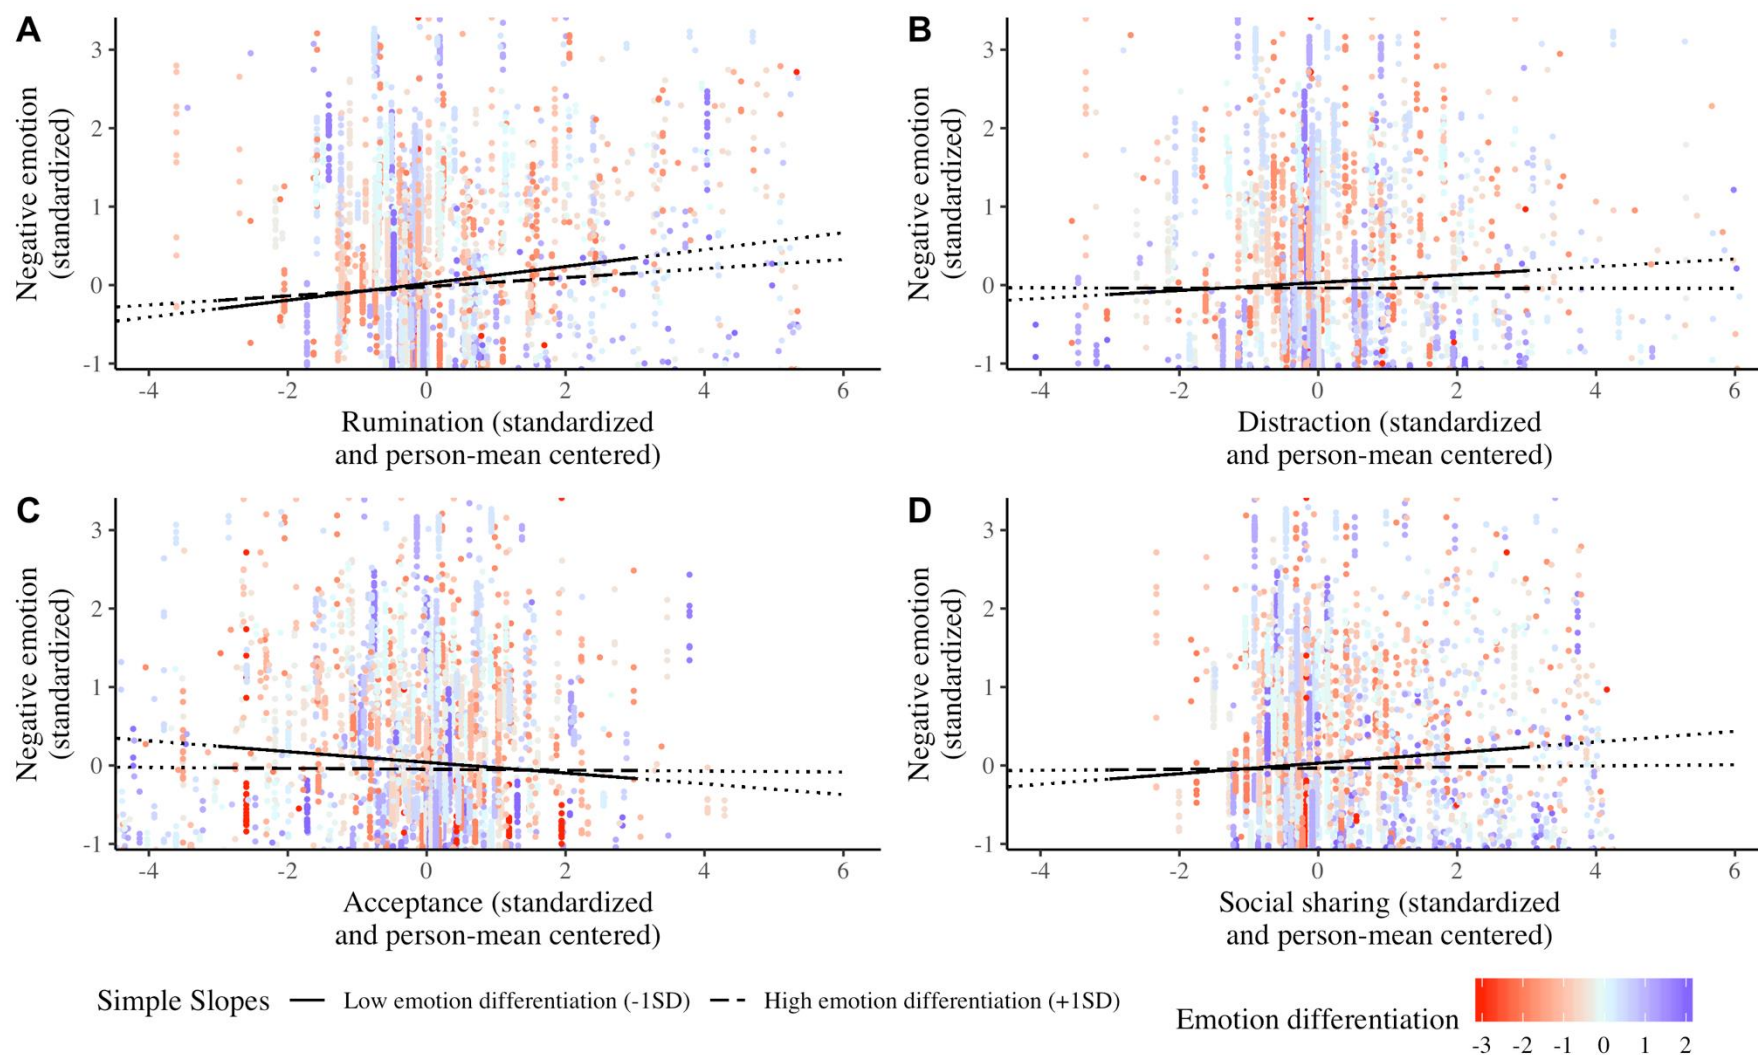 A
Negative emotion
(standardized)
3
2
1
0
-1
-4
-2
0
2
4
6
Rumination (standardized
and person-mean centered)
B
Negative emotion
(standardized)
3
2
1
0
-1
-4
-2
0
2
4
6
Distraction (standardized
and person-mean centered)
C
Negative emotion
(standardized)
3
2
1
0
-1
-4
-2
0
2
4
6
Acceptance (standardized
and person-mean centered)
D
Negative emotion
(standardized)
3
2
1
0
-1
-4
-2
0
2
4
6
Social sharing (standardized
and person-mean centered)
Simple Slopes
Low emotion differentiation (-1SD)
High emotion differentiation (+1SD)
Emotion differentiation
-3 -2 -1 0 1 2